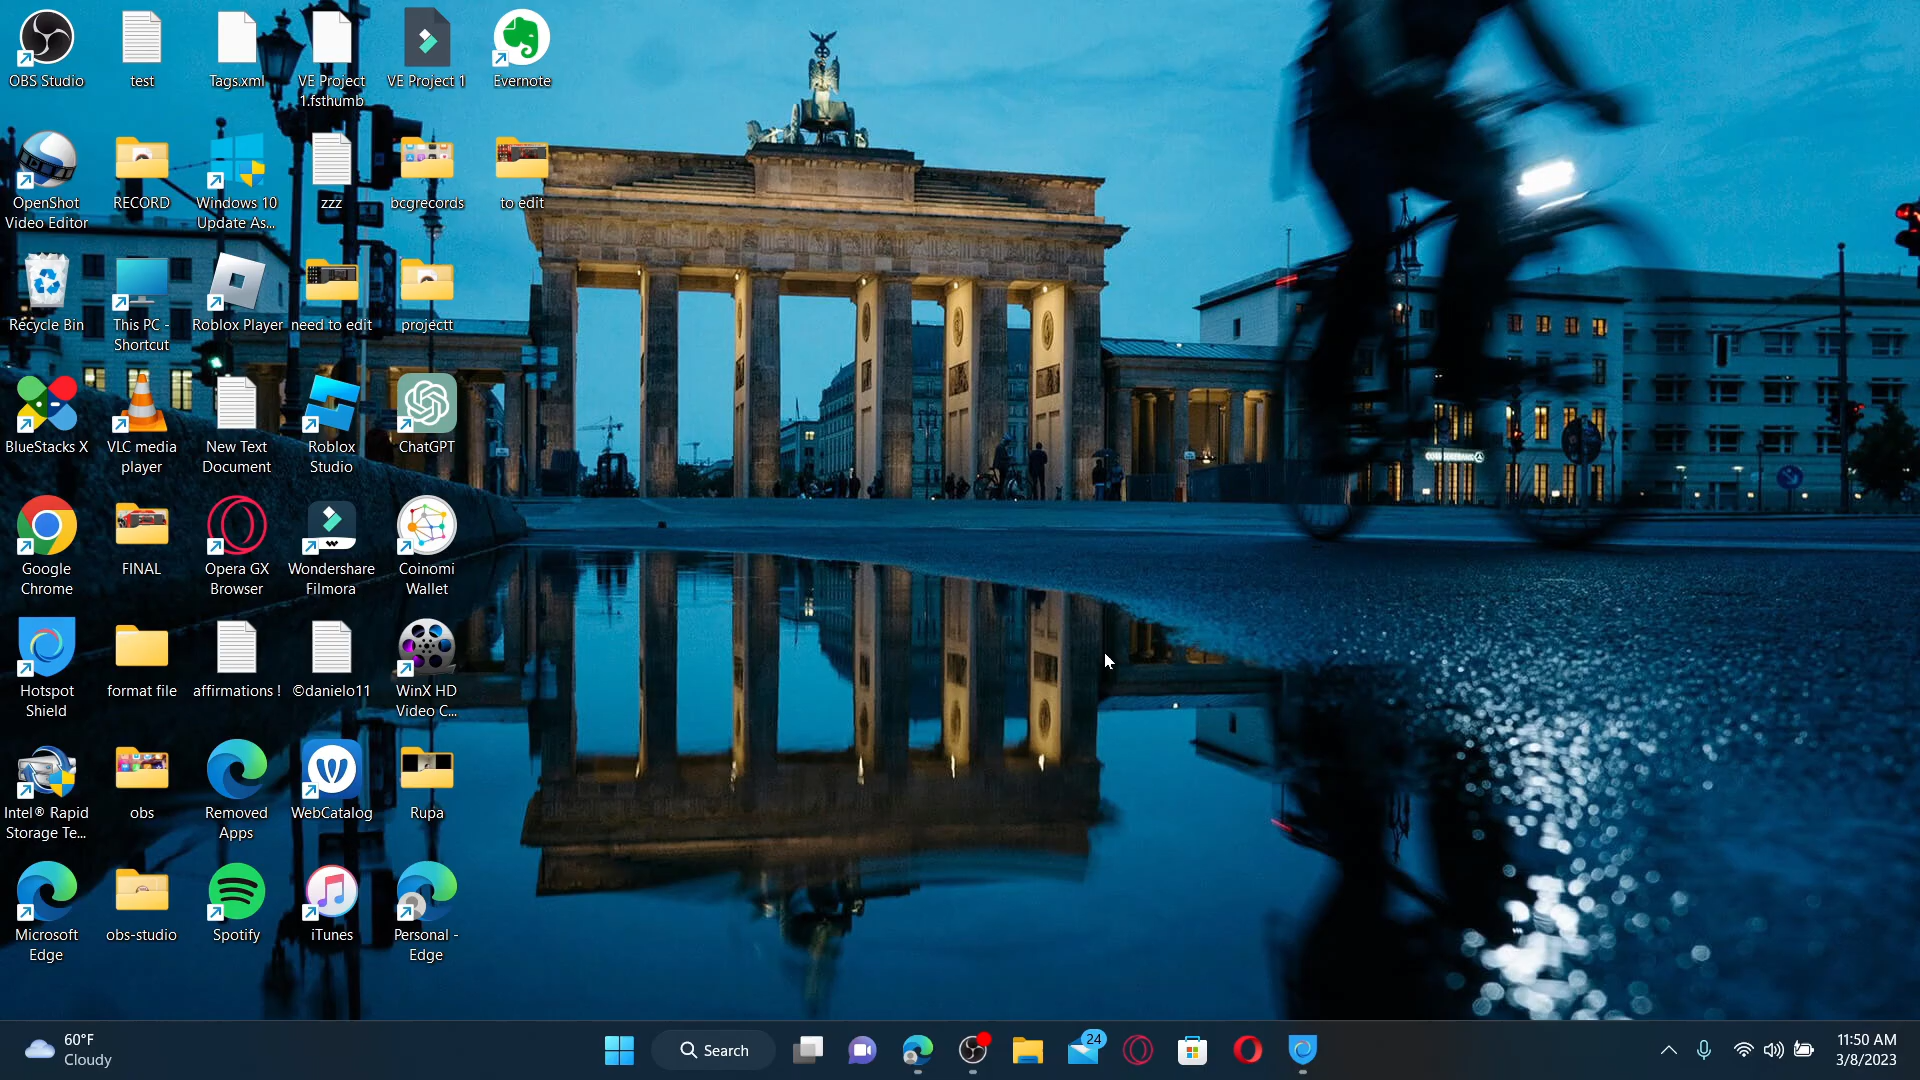 OBS Studio
test
Tags.xml
VE Project
1.fsthumb
VE Project 1
Evernote
OpenShot
Video Editor
RECORD
Windows 10
Update As...
zzz
bcgrecords
to edit
Recycle Bin
This PC -
Shortcut
Roblox Player
need to edit
projectt
BlueStacks X
VLC media
player
New Text
Document
Roblox
Studio
ChatGPT
Google
Chrome
FINAL
Opera GX
Browser
Wondershare
Filmora
Coinomi
Wallet
Hotspot
Shield
format file
affirmations !
©danielo11
WinX HD
Video C...
Intel® Rapid
Storage Te...
obs
Removed
Apps
WebCatalog
Rupa
Microsoft
Edge
obs-studio
Spotify
iTunes
Personal -
Edge
COMMERZBANK
60°F
Cloudy
Search
24
11:50 AM
3/8/2023